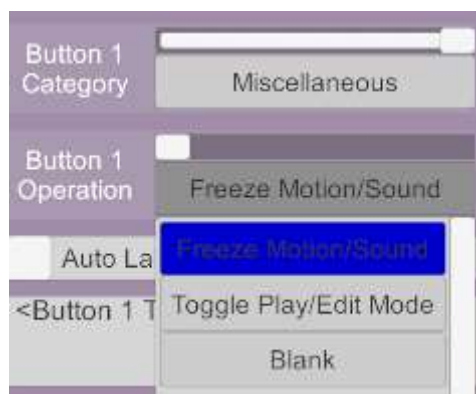 Button 1
Category
Miscellaneous
Button 1
Operation
Freeze Motion/Sound
Freeze Motion/Sound
Auto La
Toggle Play/Edit Mode
<Button 1 T
Blank